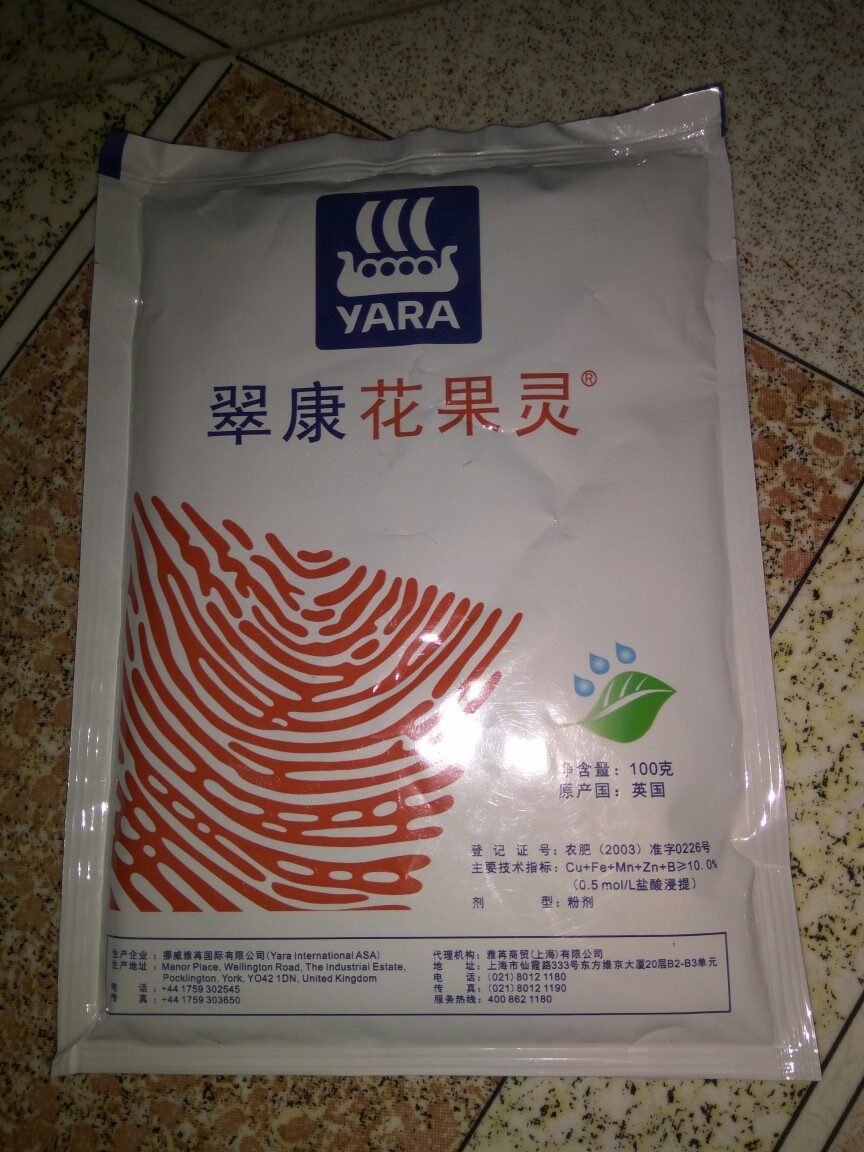 YARA
翠康花果灵®
净含量：100克
原产国：英国
登 记 证 号：农肥（2003）准字0226号
主要技术指标：Cu+Fe+Mn+Zn+B≥10.0%
（0.5 mol/L盐酸浸提）
剂 型：粉剂
生产企业：挪威雅苒国际有限公司(Yara International ASA)
生产地址：Manor Place, Wellington Road, The Industrial Estate,
Pocklington, York, YO42 1DN, United Kingdom
电 话：+44 1759 302545
传 真：+44 1759 303650
代理机构：雅苒商贸(上海)有限公司
地 址：上海市仙霞路333号东方维京大厦20层B2-B3单元
电 话：(021) 8012 1180
传 真：(021) 8012 1190
服务热线：400 862 1180